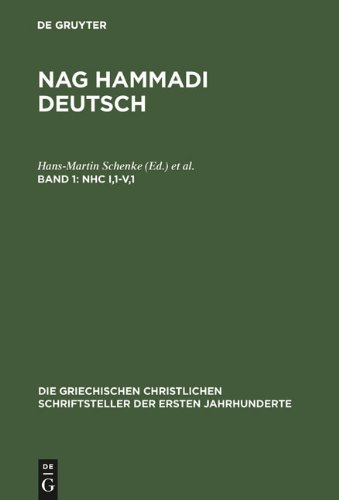 DE GRUYTER
NAG HAMMADI
DEUTSCH
Hans-Martin Schenke (Ed.) et al.
BAND 1: NHC I,1-V,1
DIE GRIECHISCHEN CHRISTLICHEN
SCHRIFTSTELLER DER ERSTEN JAHRHUNDERTE
DE
G